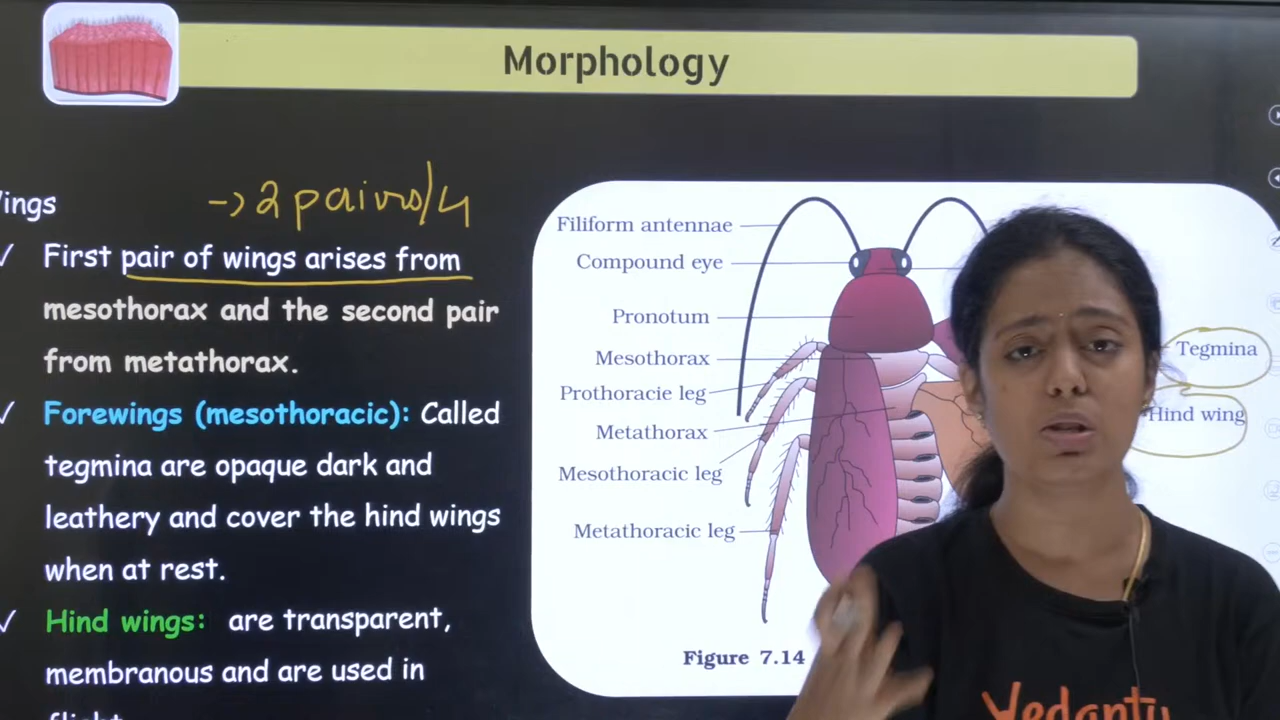 Morphology
ings
→ 2 pairs/4
First pair of wings arises from
mesothorax and the second pair
from metathorax.
Forewings (mesothoracic): Called
tegmina are opaque dark and
leathery and cover the hind wings
when at rest.
Hind wings: are transparent,
membranous and are used in
flight
Filiform antennae
Compound eye
Pronotum
Mesothorax
Prothoracie leg
Metathorax
Mesothoracic leg
Metathoracic leg
Tegmina
Hind wing
Figure 7.14
Vedantu